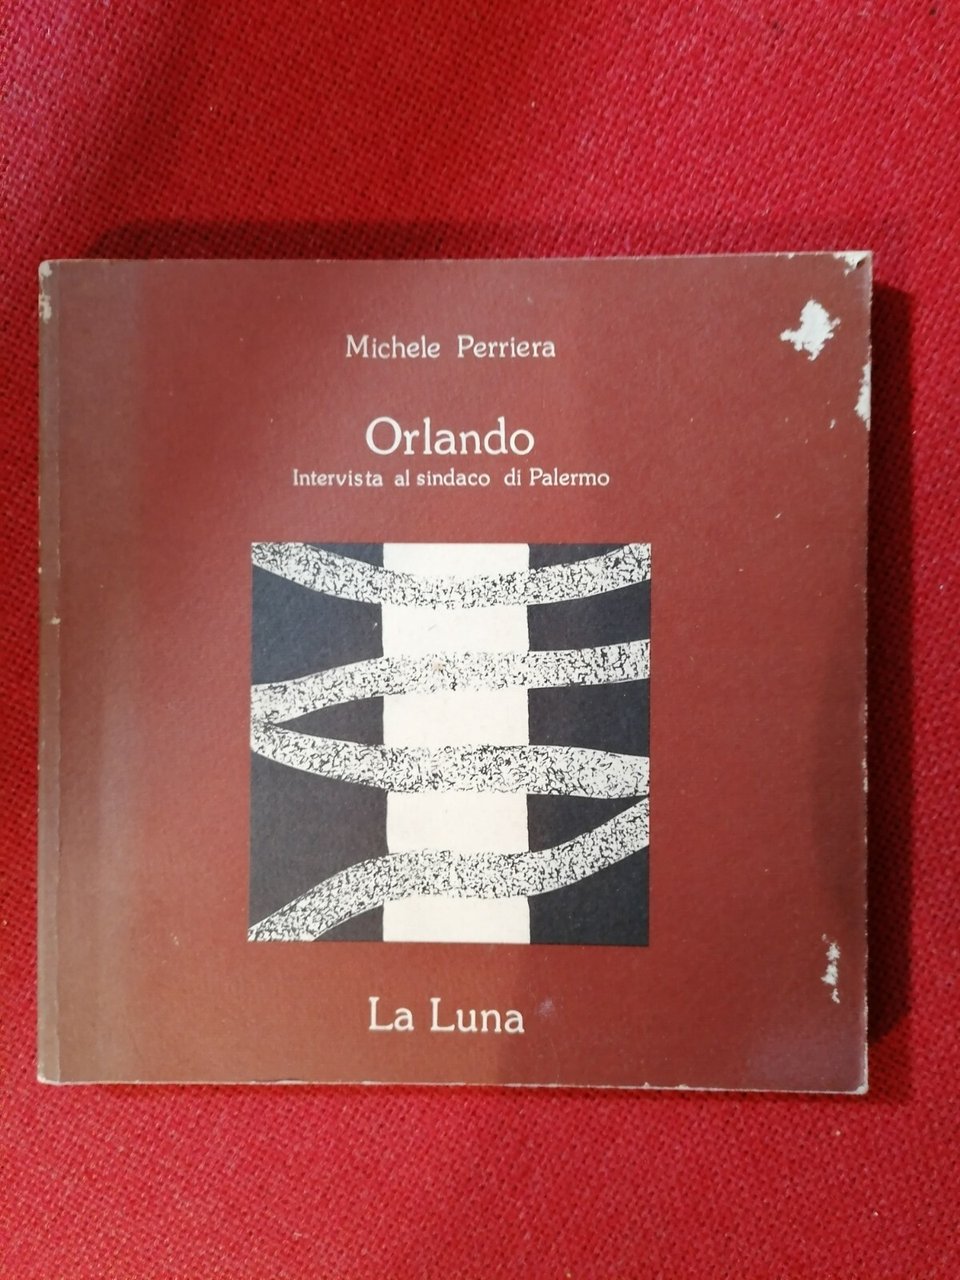 Michele Perriera
Orlando
Intervista al sindaco di Palermo
La Luna